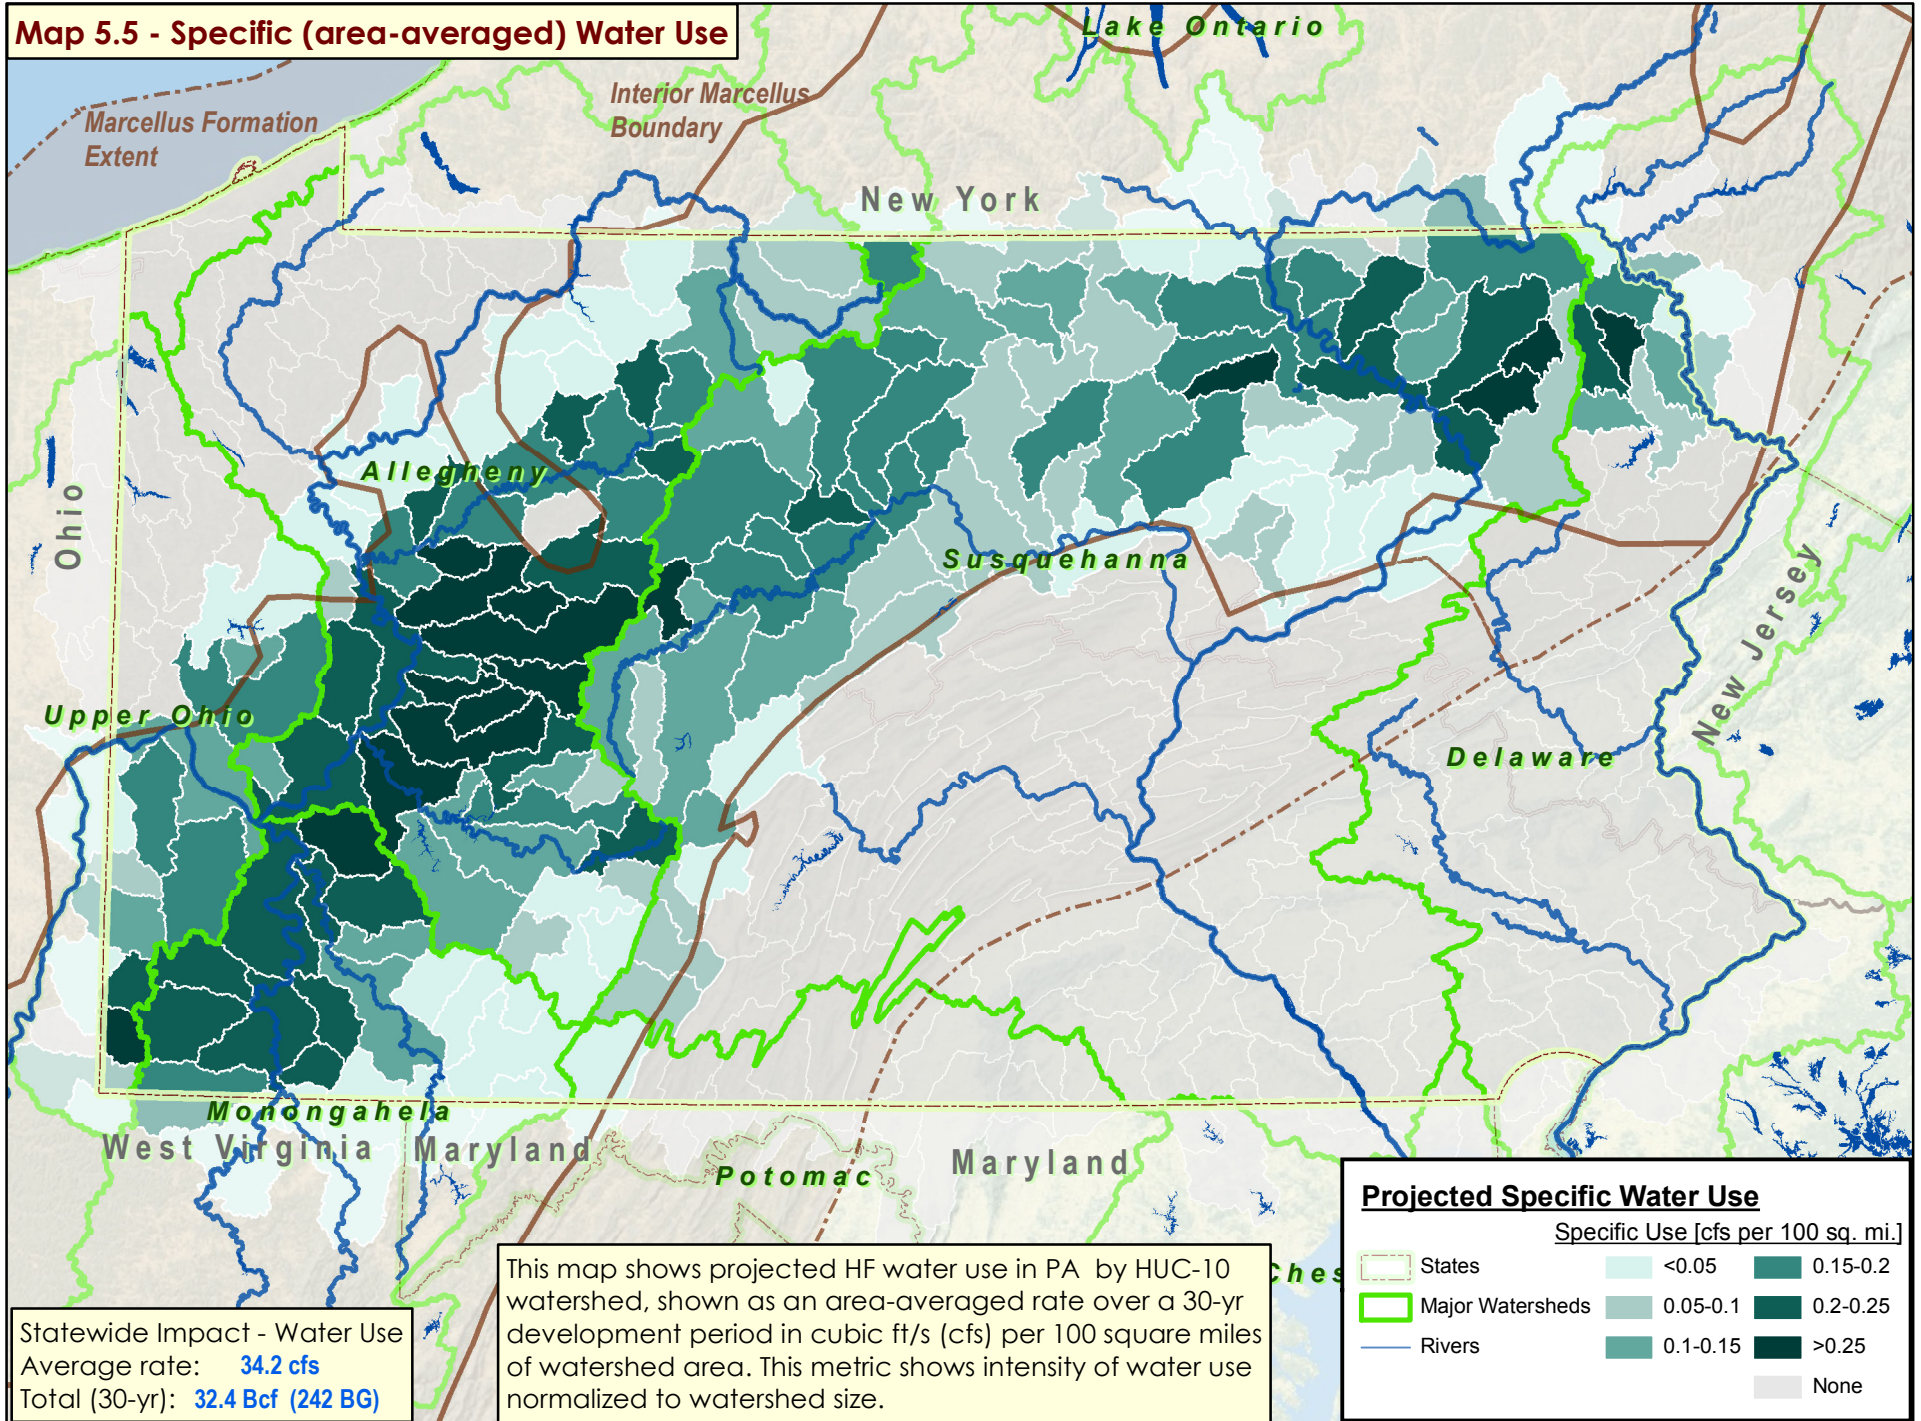 Map 5.5 - Specific (area-averaged) Water Use
Lake Ontario
Interior Marcellus
Boundary
Marcellus Formation
Extent
New York
Allegheny
Ohio
Susquehanna
New Jersey
Upper Ohio
Delaware
Monongahela
West Virginia
Maryland
Maryland
Potomac
Ches
Projected Specific Water Use
Specific Use [cfs per 100 sq. mi.]
States
<0.05
0.15-0.2
Major Watersheds
0.05-0.1
0.2-0.25
Rivers
0.1-0.15
>0.25
None
This map shows projected HF water use in PA by HUC-10
watershed, shown as an area-averaged rate over a 30-yr
development period in cubic ft/s (cfs) per 100 square miles
of watershed area. This metric shows intensity of water use
normalized to watershed size.
Statewide Impact - Water Use
Average rate: 34.2 cfs
Total (30-yr): 32.4 Bcf (242 BG)